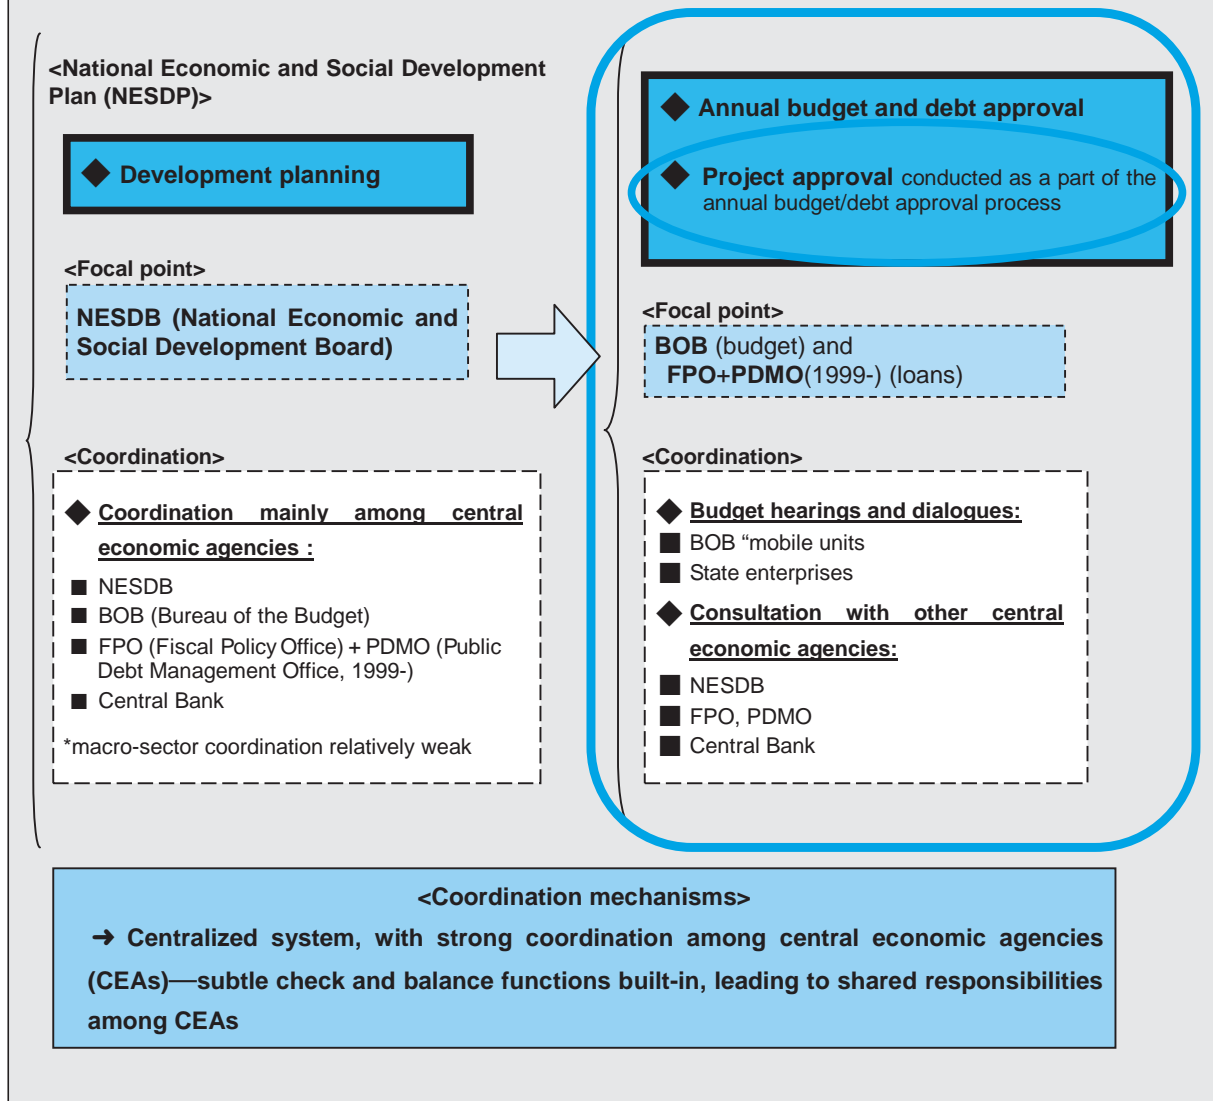 <National Economic and Social Development
Plan (NESDP)>
◆ Development planning
<Focal point>
NESDB (National Economic and
Social Development Board)
<Coordination>
◆ Coordination mainly among central
economic agencies :
■ NESDB
■ BOB (Bureau of the Budget)
■ FPO (Fiscal Policy Office) + PDMO (Public
Debt Management Office, 1999-)
■ Central Bank
*macro-sector coordination relatively weak
◆ Annual budget and debt approval
◆ Project approval conducted as a part of the
annual budget/debt approval process
<Focal point>
BOB (budget) and
FPO+PDMO(1999-) (loans)
<Coordination>
◆ Budget hearings and dialogues:
■ BOB “mobile units
■ State enterprises
◆ Consultation with other central
economic agencies:
■ NESDB
■ FPO, PDMO
■ Central Bank
<Coordination mechanisms>
➔ Centralized system, with strong coordination among central economic agencies
(CEAs)—subtle check and balance functions built-in, leading to shared responsibilities
among CEAs